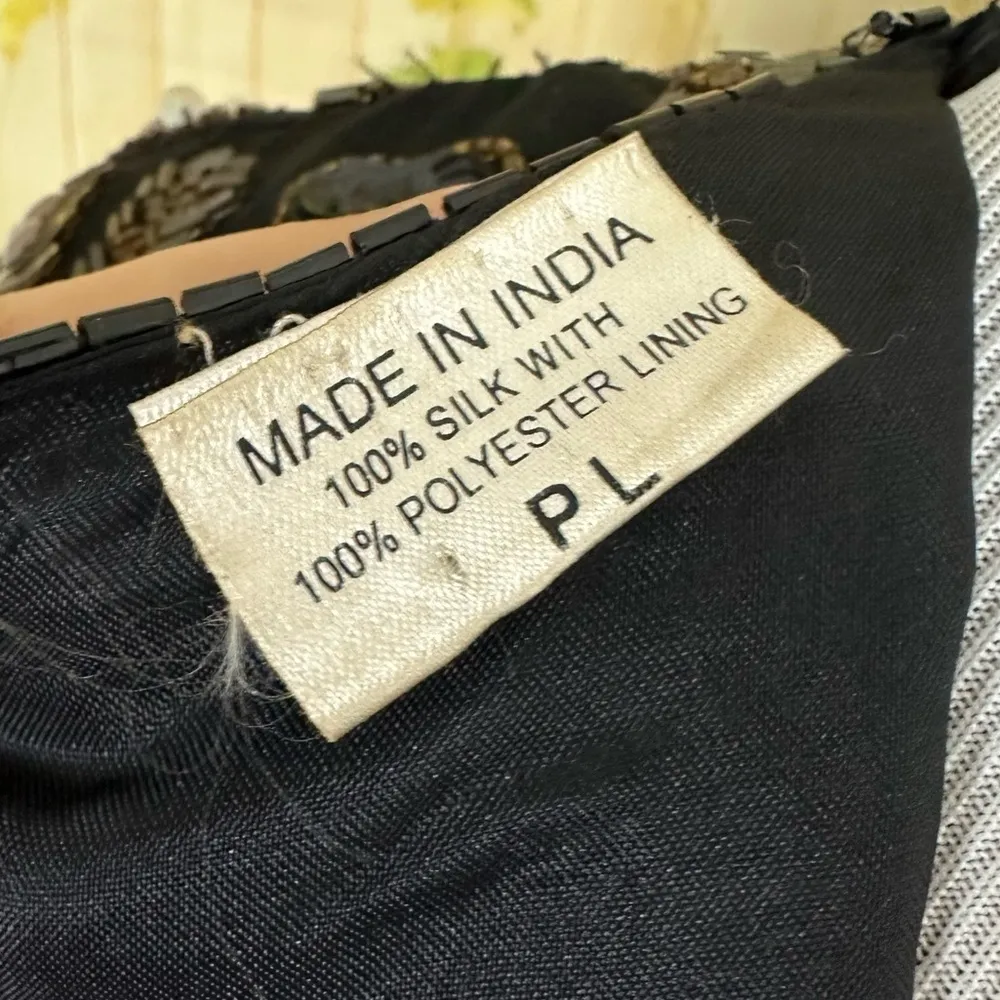 MADE IN INDIA
100% SILK WITH
100% POLYESTER LINING
P L